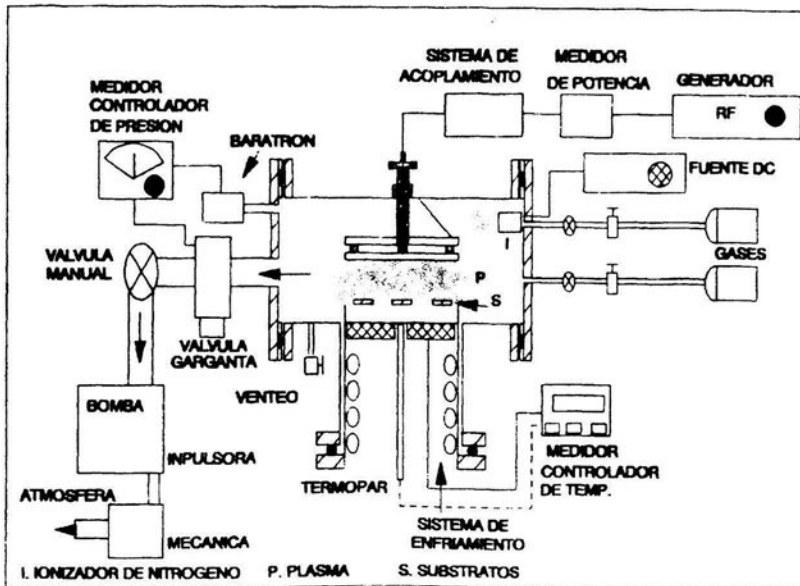 SISTEMA DE
ACOPLAMIENTO
MEDIDOR
DE POTENCIA
GENERADOR
RF
MEDIDOR
CONTROLADOR
DE PRESION
BARATRON
FUENTE DC
I
GASES
VALVULA
MANUAL
P
S
VALVULA
GARGANTA
VENTEO
BOMBA
INPULSORA
TERMOPAR
MEDIDOR
CONTROLADOR
DE TEMP.
ATMOSFERA
MECANICA
SISTEMA DE
ENFRIAMIENTO
I. IONIZADOR DE NITROGENO P. PLASMA S. SUBSTRATOS